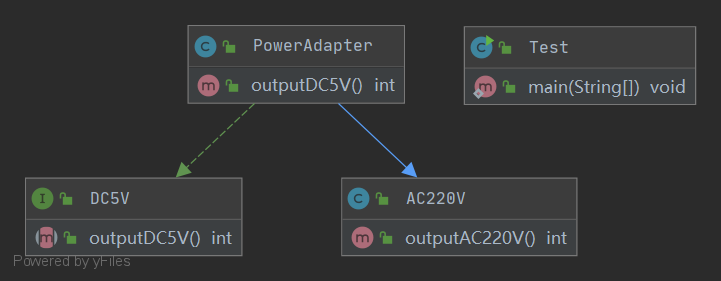 PowerAdapter
outputDC5V() int
Test
main(String[]) void
DC5V
outputDC5V() int
AC220V
outputAC220V() int
Powered by yFiles